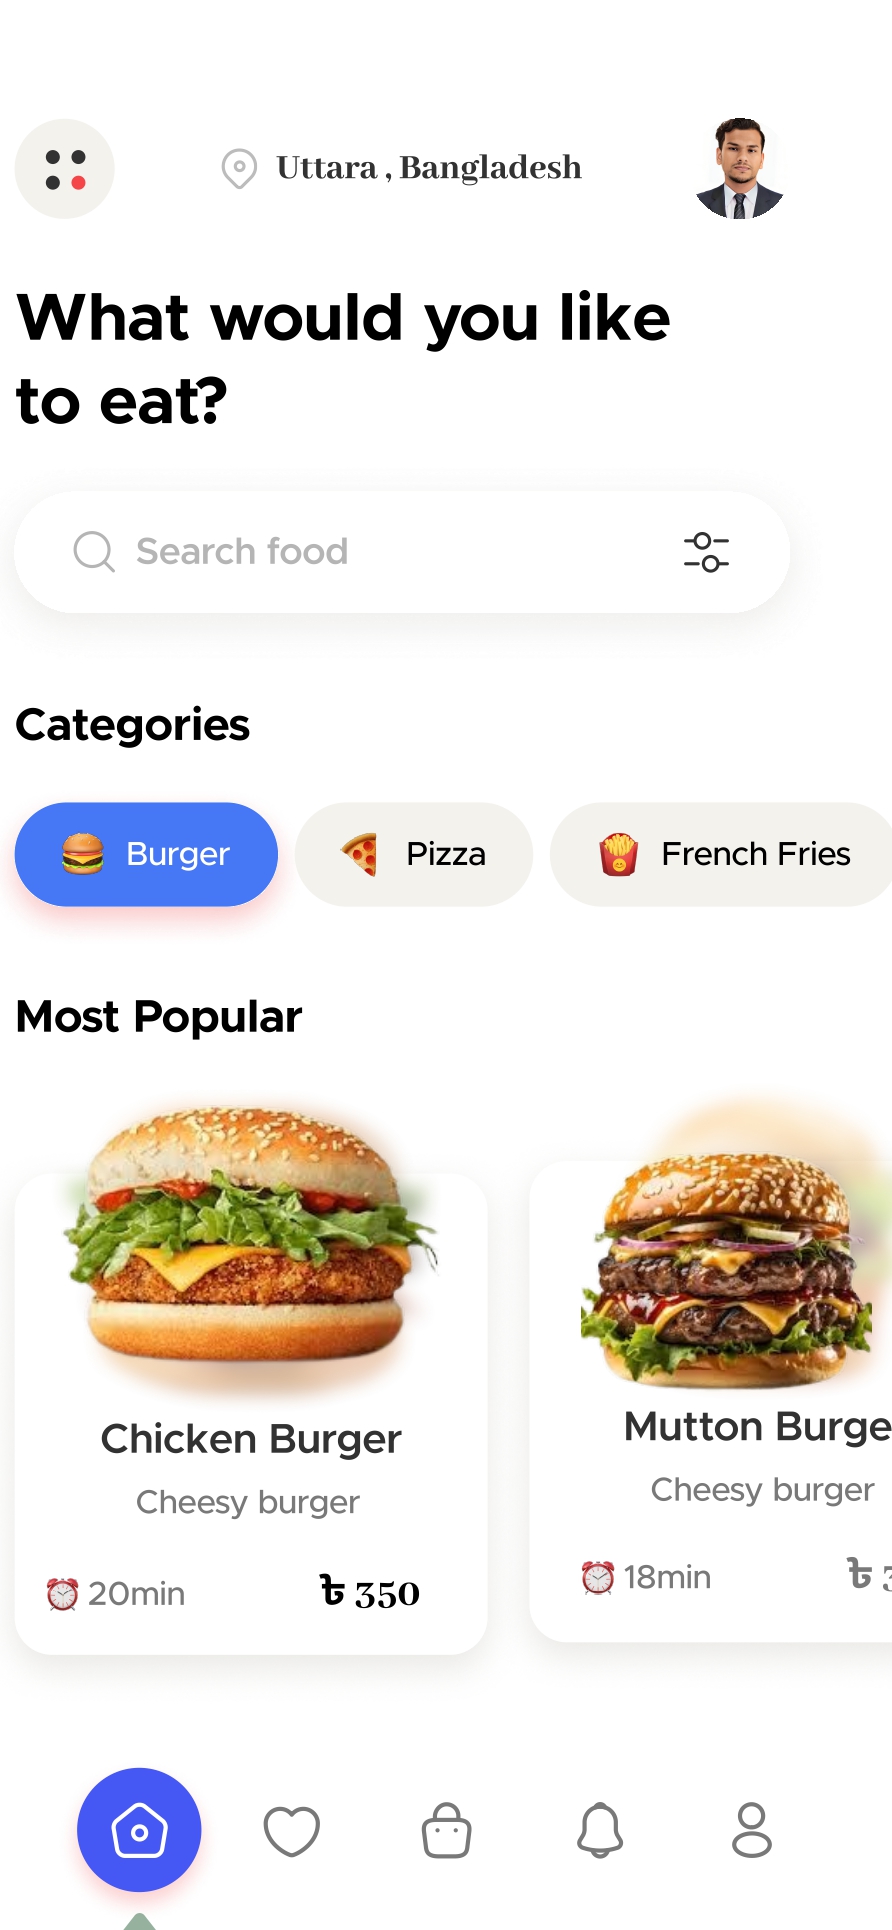 Uttara , Bangladesh
What would you like
to eat?
Search food
Categories
Burger
Pizza
French Fries
Most Popular
Chicken Burger
Cheesy burger
20min
৳ 350
Mutton Burge
Cheesy burger
18min
৳